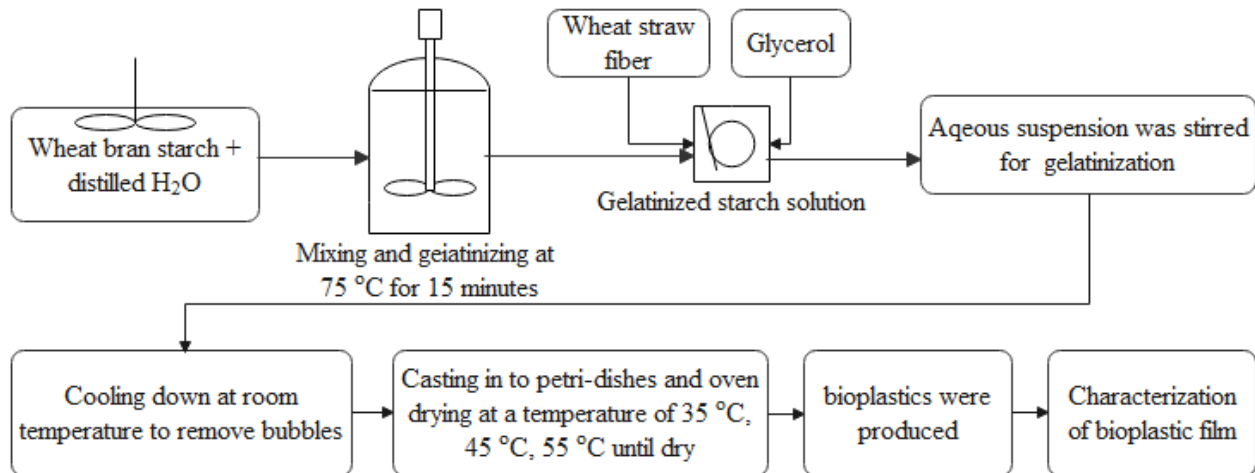 Wheat straw
fiber
Glycerol
Wheat bran starch +
distilled H₂O
Aqeous suspension was stirred
for gelatinization
Gelatinized starch solution
Mixing and geiatinizing at
75 °C for 15 minutes
Cooling down at room
temperature to remove bubbles
Casting in to petri-dishes and oven
drying at a temperature of 35 °C,
45 °C, 55 °C until dry
bioplastics were
produced
Characterization
of bioplastic film